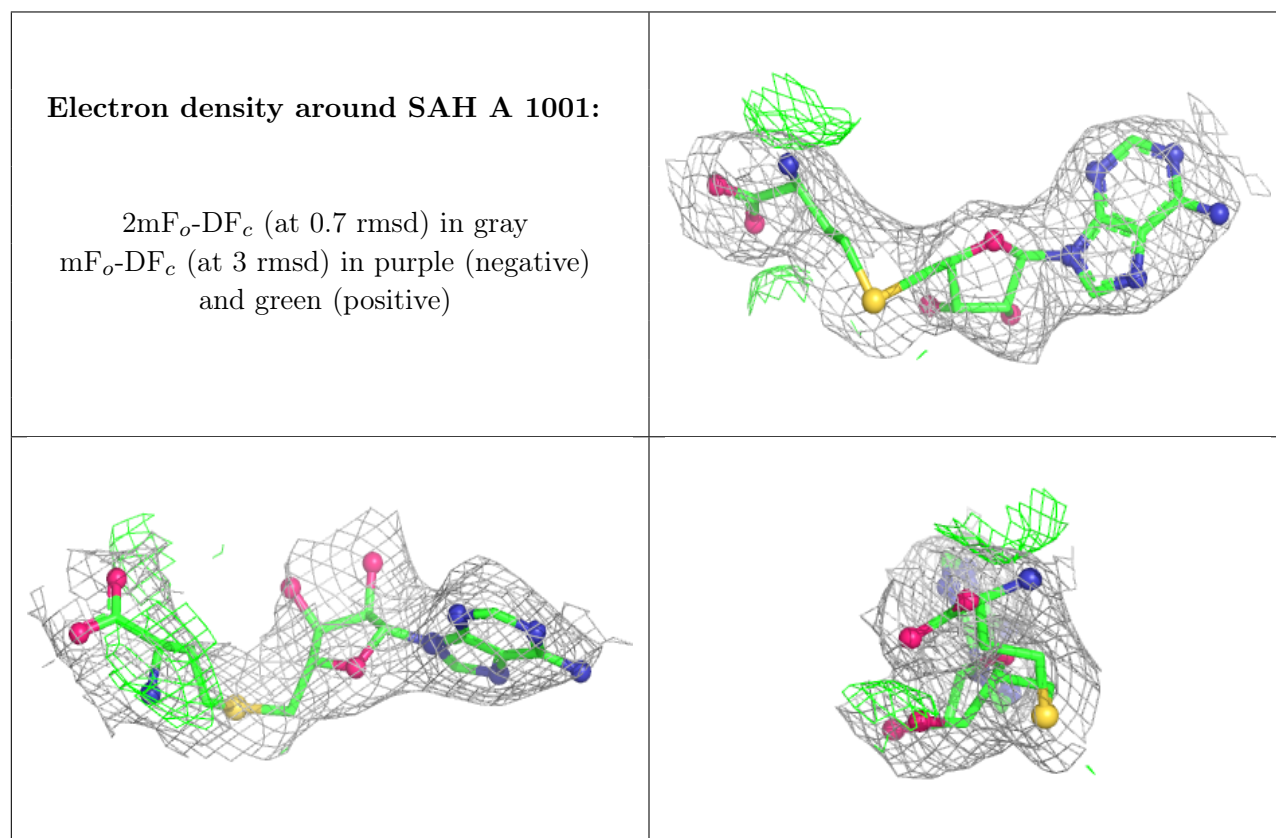 Electron density around SAH A 1001:
2mFₒ-DF𝒸 (at 0.7 rmsd) in gray
mFₒ-DF𝒸 (at 3 rmsd) in purple (negative)
and green (positive)